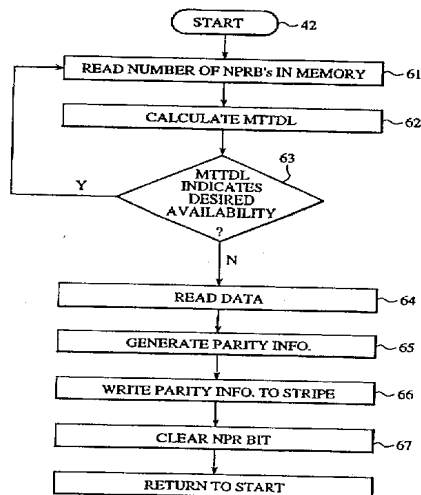 START
42
READ NUMBER OF NPRB's IN MEMORY
61
CALCULATE MTTDL
62
63
MTTDL
INDICATES
DESIRED
AVAILABILITY
?
Y
N
READ DATA
64
GENERATE PARITY INFO.
65
WRITE PARITY INFO. TO STRIPE
66
CLEAR NPR BIT
67
RETURN TO START